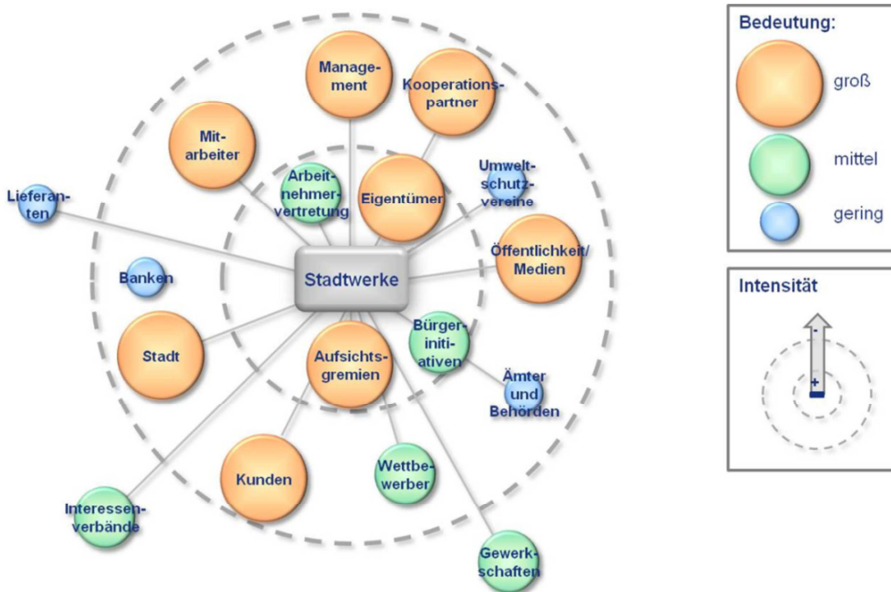 Manage-
ment
Kooperations-
partner
Mit-
arbeiter
Arbeit-
nehmer-
vertretung
Eigentümer
Umwelt-
schutz-
vereine
Lieferan-
ten
Öffentlichkeit/
Medien
Banken
Stadtwerke
Stadt
Aufsichts-
gremien
Bürger-
initi-
ativen
Ämter
und
Behörden
Kunden
Wettbe-
werber
Interessen-
verbände
Gewerk-
schaften
Bedeutung:
groß
mittel
gering
Intensität
-
+